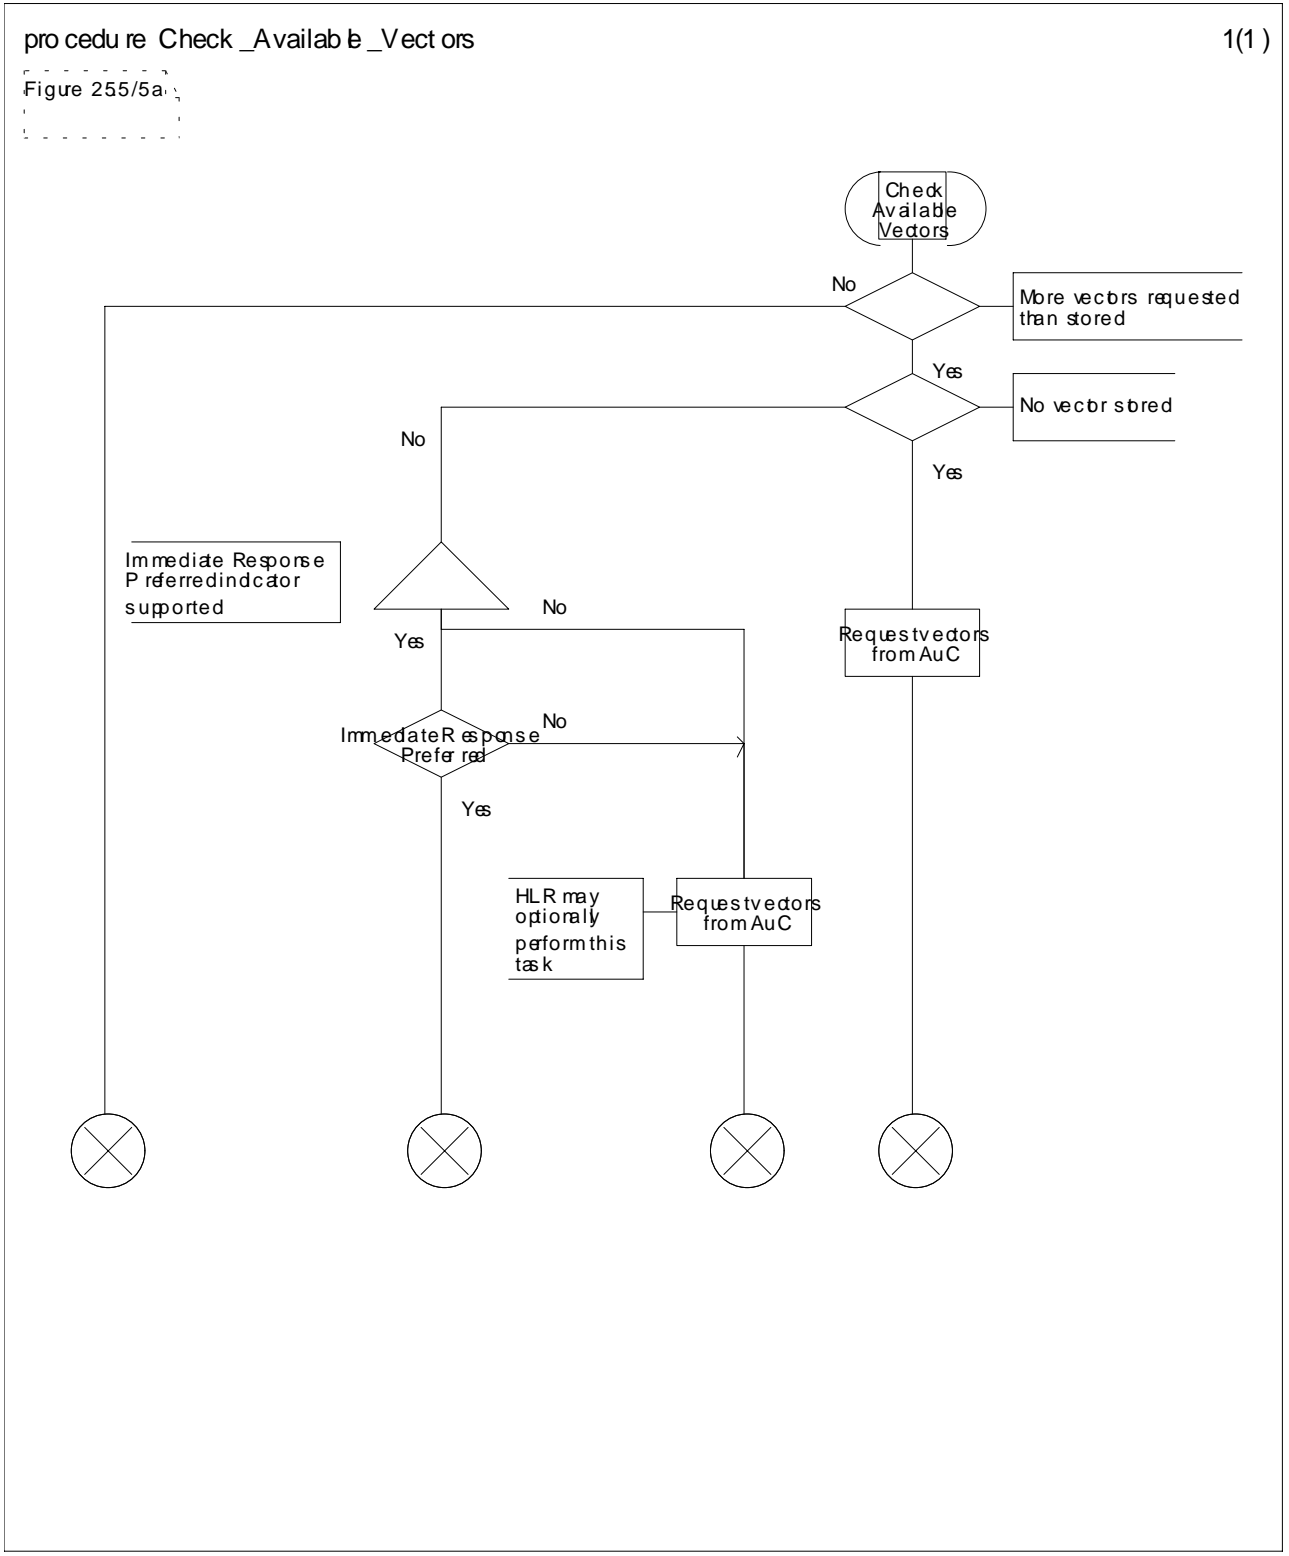 procedure Check_Available_Vectors
1(1)
Figure 25.5/5a
Check
Available
Vectors
No
More vectors requested
than stored
Yes
No vector stored
No
Yes
Immediate Response
Preferred indicator
supported
No
Request vectors
from AuC
Yes
No
Immediate Response
Preferred
Yes
HLR may
optionally
perform this
task
Request vectors
from AuC